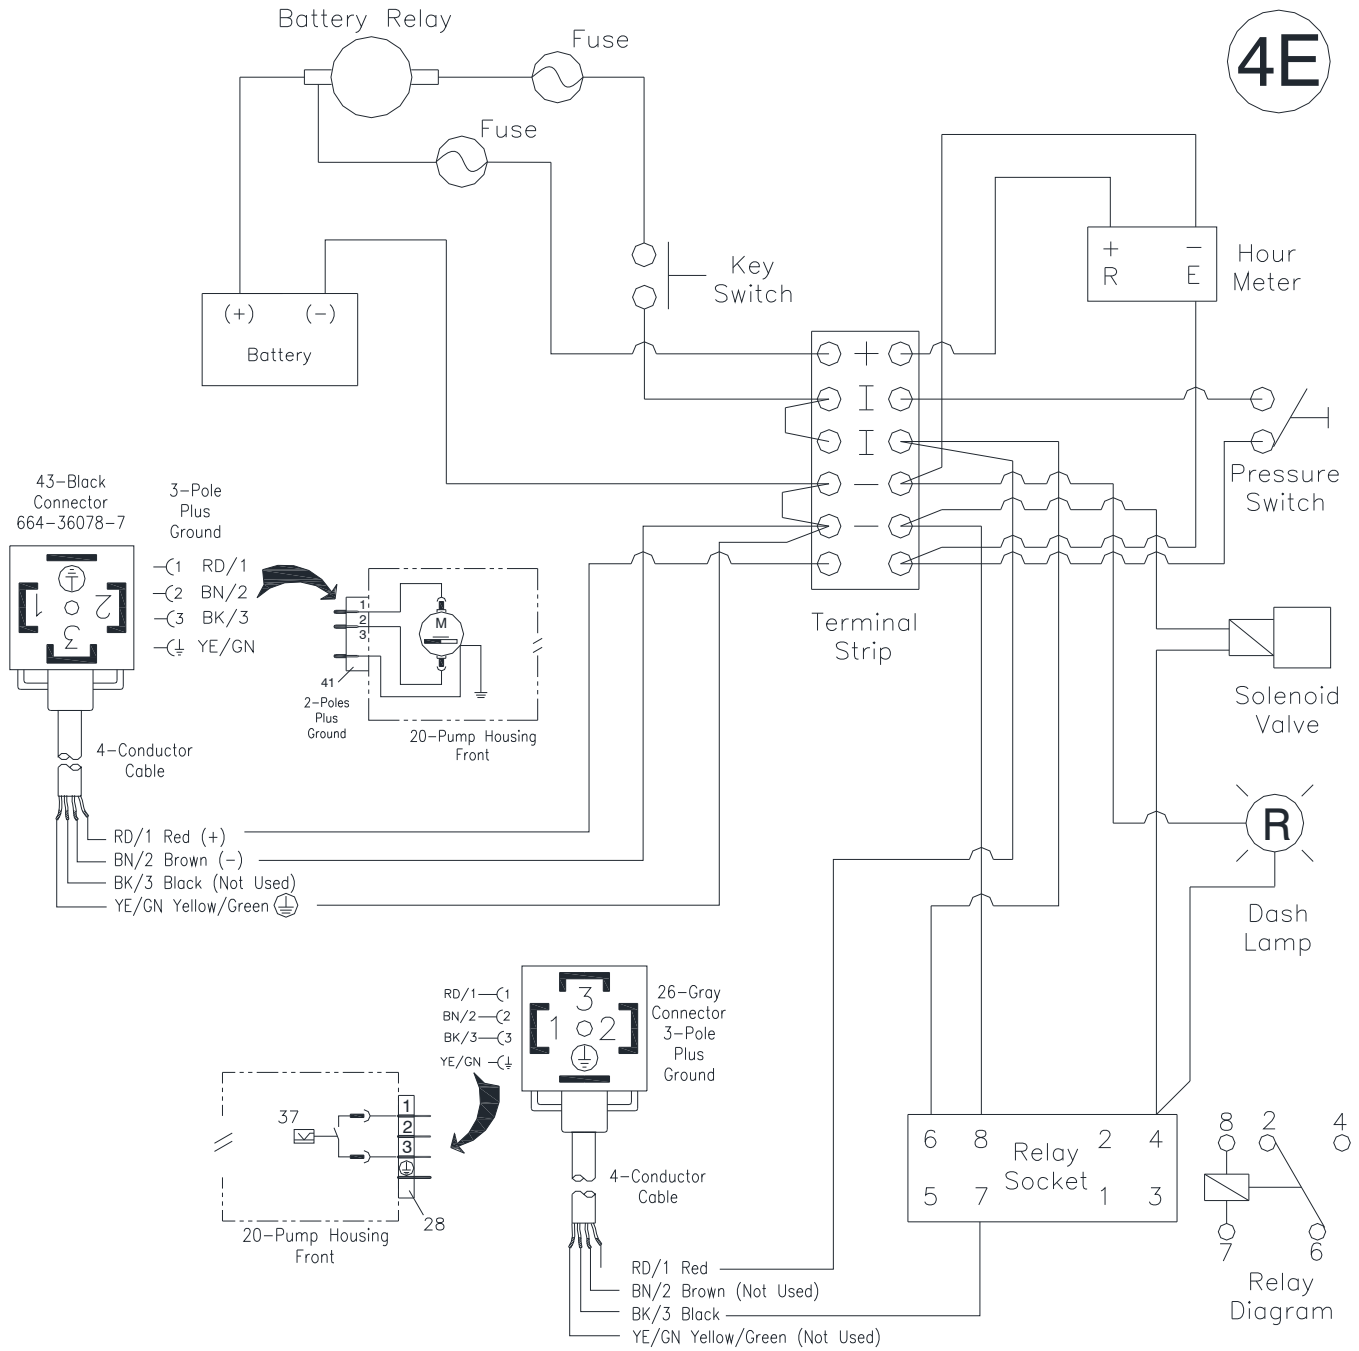 Battery Relay
Fuse
4E
Fuse
+ −
R E
Hour
Meter
Key
Switch
(+) (−)
Battery
+
I
I
−
−
Terminal
Strip
Pressure
Switch
43-Black
Connector
664-36078-7
3-Pole
Plus
Ground
1 RD/1
2 BN/2
3 BK/3
YE/GN
1 2
3
1
2
3
M
41
2-Poles
Plus
Ground
20-Pump Housing
Front
Solenoid
Valve
4-Conductor
Cable
RD/1 Red (+)
BN/2 Brown (-)
BK/3 Black (Not Used)
YE/GN Yellow/Green
R
Dash
Lamp
RD/1 1
BN/2 2
BK/3 3
YE/GN
3
1 2
26-Gray
Connector
3-Pole
Plus
Ground
37
1
2
3
28
20-Pump Housing
Front
4-Conductor
Cable
6 8 2 4
Relay
Socket
5 7 1 3
8 2 4
7 6
Relay
Diagram
RD/1 Red
BN/2 Brown (Not Used)
BK/3 Black
YE/GN Yellow/Green (Not Used)